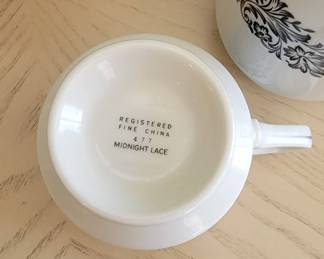 REGISTERED
FINE CHINA
477
MIDNIGHT LACE